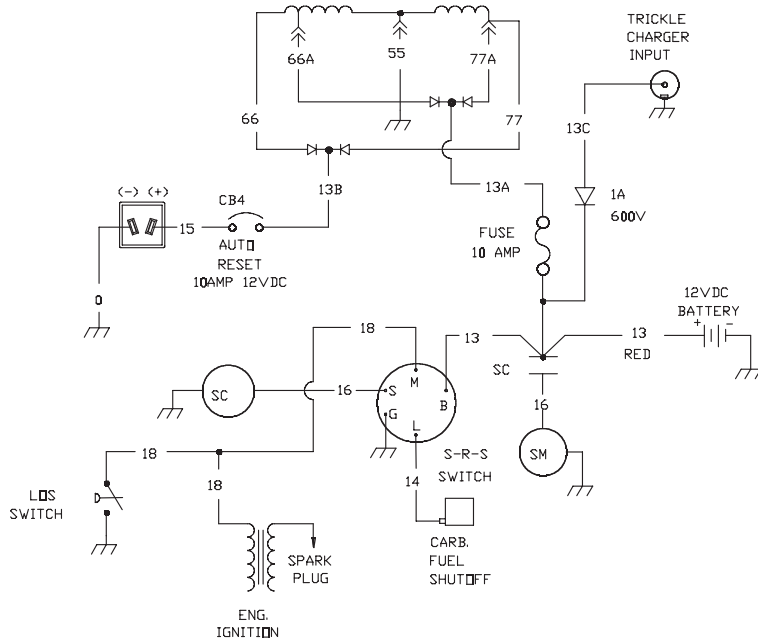 TRICKLE
CHARGER
INPUT
66A
55
77A
66
77
13C
13B
13A
(-) (+)
CB4
15
AUTO
RESET
10AMP 12VDC
FUSE
10 AMP
1A
600V
0
12VDC
BATTERY
+ -
18
13
13
RED
SC
M
SC
16
S
B
G
L
16
S-R-S
SWITCH
SM
18
18
14
LOS
SWITCH
CARB.
FUEL
SHUTOFF
SPARK
PLUG
ENG.
IGNITION